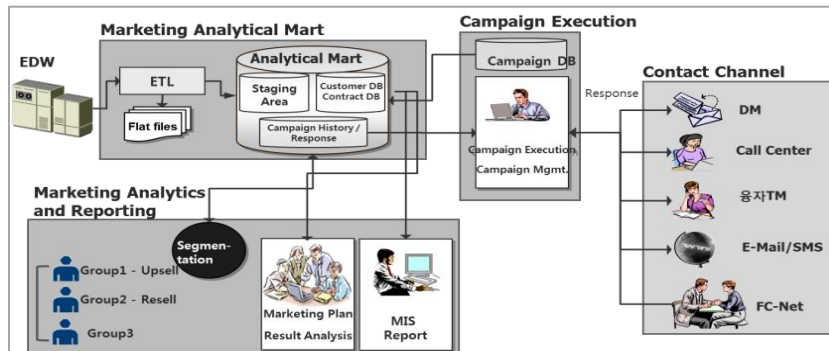 Marketing Analytical Mart
Campaign Execution
EDW
ETL
Flat files
Analytical Mart
Staging
Area
Customer DB
Contract DB
Campaign History /
Response
Campaign DB
Campaign Execution,
Campaign Mgmt.
Response
Contact Channel
DM
Call Center
융자TM
E-Mail/SMS
FC-Net
Marketing Analytics
and Reporting
Segmen-
tation
Group1 - Upsell
Group2 - Resell
Group3
Marketing Plan
Result Analysis
MIS
Report